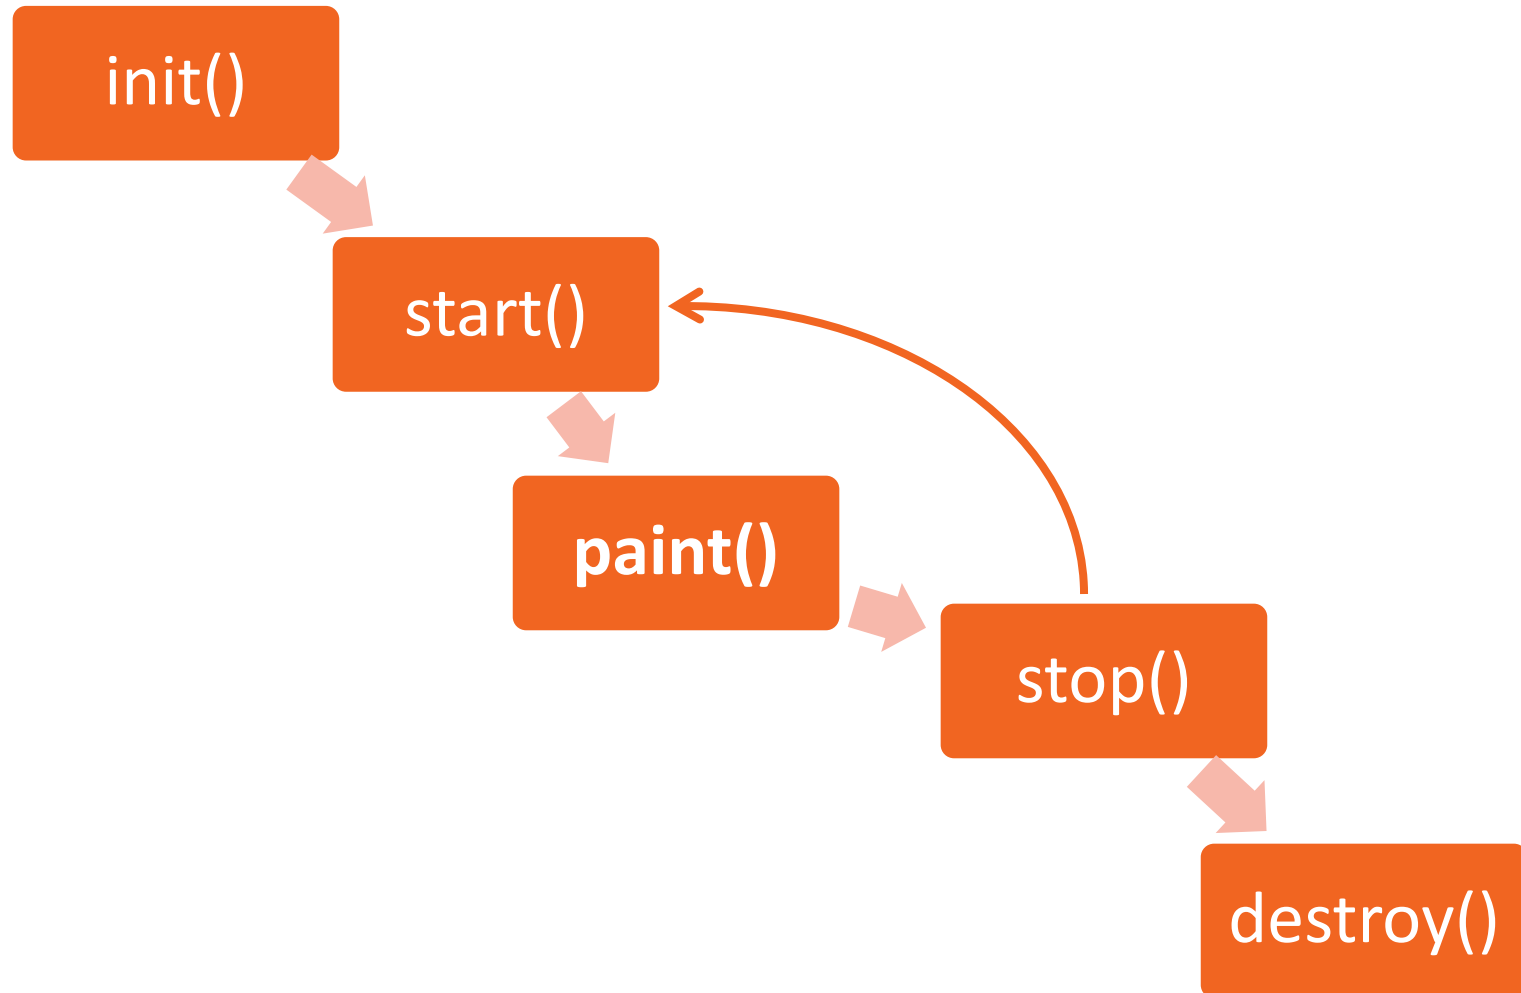 init()
start()
paint()
stop()
destroy()